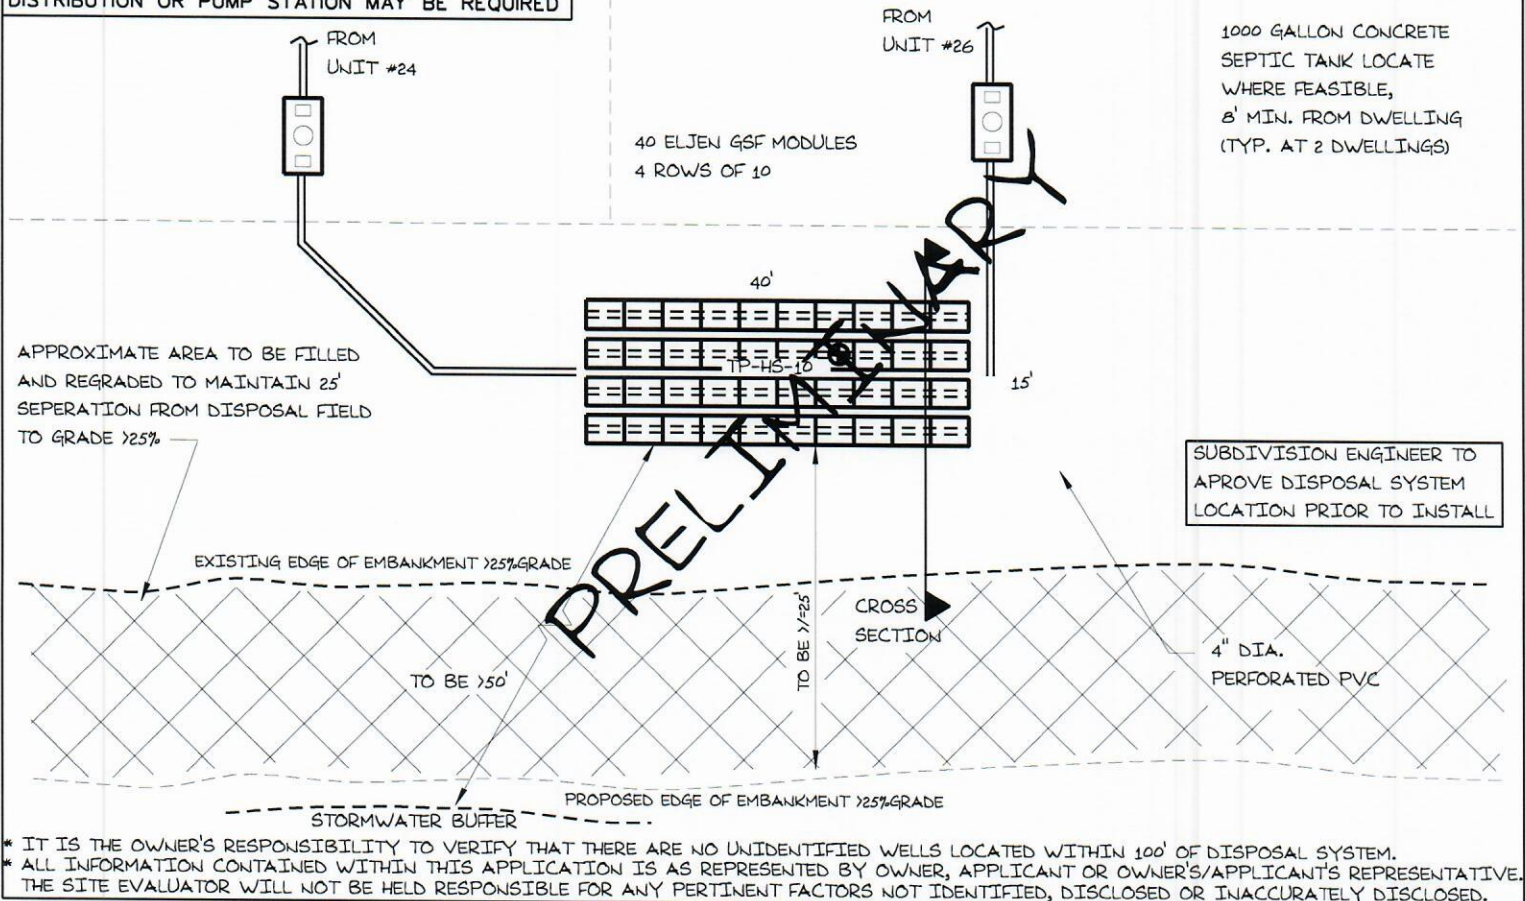 DISTRIBUTION OR PUMP STATION MAY BE REQUIRED
FROM
UNIT #24
FROM
UNIT #26
1000 GALLON CONCRETE
SEPTIC TANK LOCATE
WHERE FEASIBLE,
8' MIN. FROM DWELLING
(TYP. AT 2 DWELLINGS)
40 ELJEN GSF MODULES
4 ROWS OF 10
40'
TP-HS-10
15'
PRELIMINARY
APPROXIMATE AREA TO BE FILLED
AND REGRADED TO MAINTAIN 25'
SEPERATION FROM DISPOSAL FIELD
TO GRADE >25%
SUBDIVISION ENGINEER TO
APROVE DISPOSAL SYSTEM
LOCATION PRIOR TO INSTALL
EXISTING EDGE OF EMBANKMENT >25%GRADE
TO BE >/=25'
CROSS
SECTION
4" DIA.
PERFORATED PVC
TO BE >50'
PROPOSED EDGE OF EMBANKMENT >25%GRADE
STORMWATER BUFFER
* IT IS THE OWNER'S RESPONSIBILITY TO VERIFY THAT THERE ARE NO UNIDENTIFIED WELLS LOCATED WITHIN 100' OF DISPOSAL SYSTEM.
* ALL INFORMATION CONTAINED WITHIN THIS APPLICATION IS AS REPRESENTED BY OWNER, APPLICANT OR OWNER'S/APPLICANT'S REPRESENTATIVE.
THE SITE EVALUATOR WILL NOT BE HELD RESPONSIBLE FOR ANY PERTINENT FACTORS NOT IDENTIFIED, DISCLOSED OR INACCURATELY DISCLOSED.